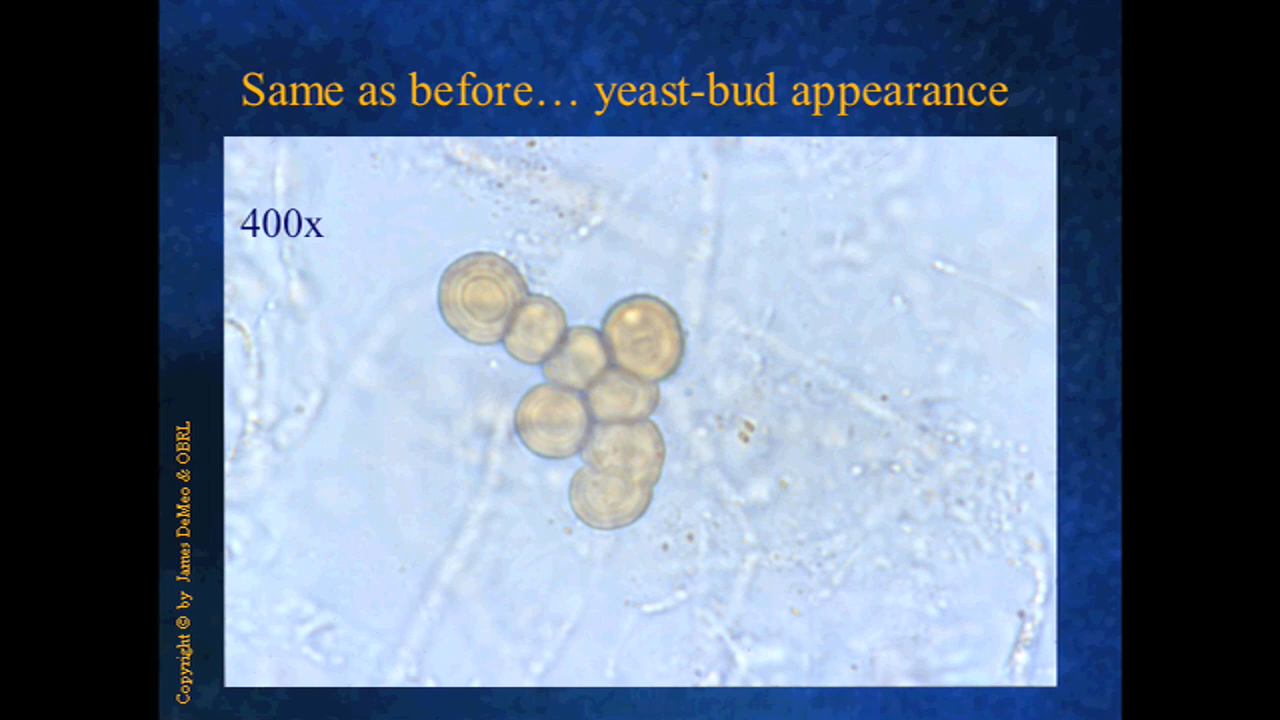 Same as before… yeast-bud appearance
400x
Copyright © by James DeMeo & OBRL